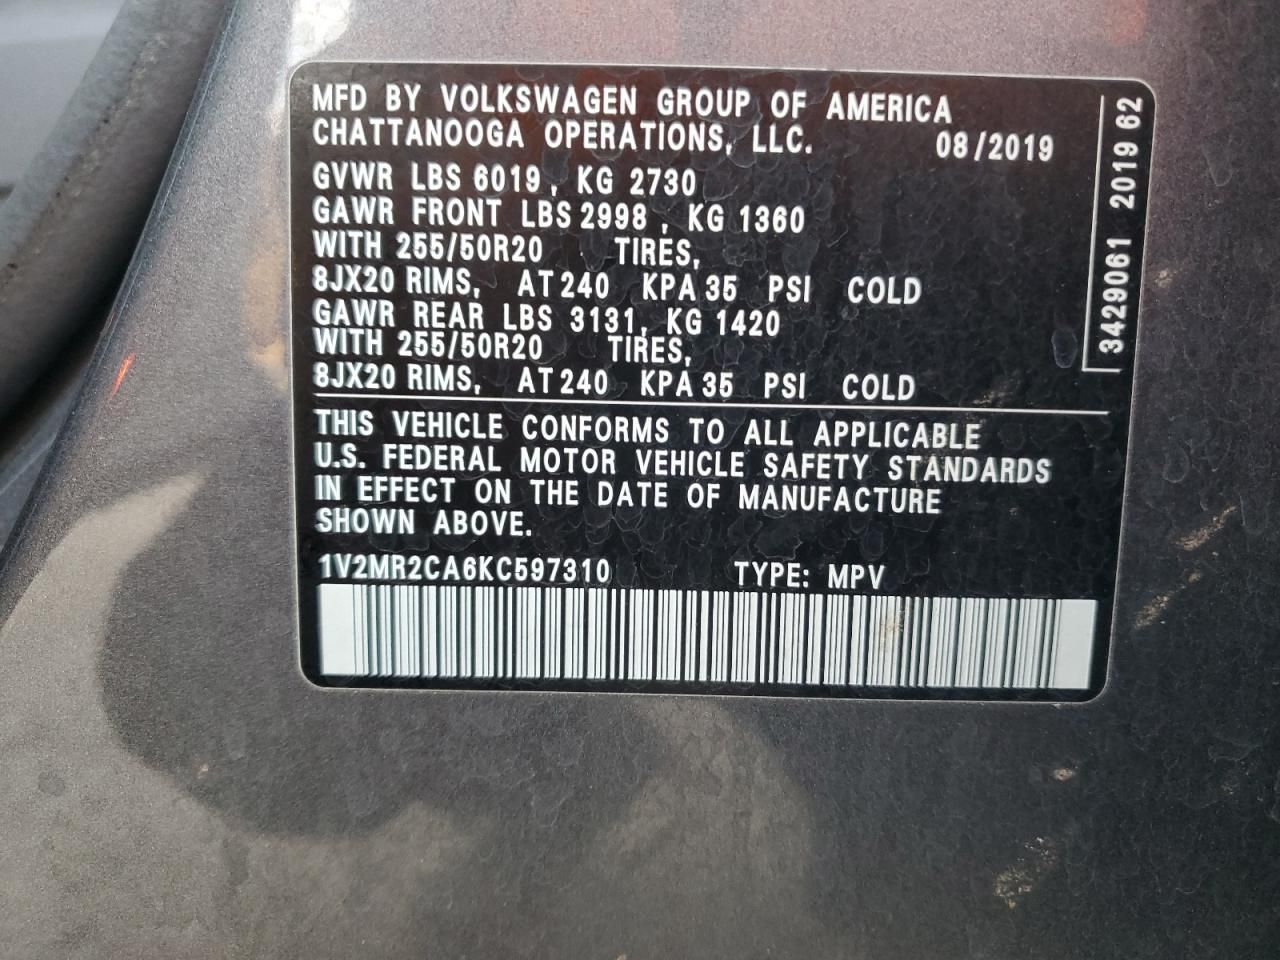 MFD BY VOLKSWAGEN GROUP OF AMERICA
CHATTANOOGA OPERATIONS, LLC. 08/2019
GVWR LBS 6019, KG 2730
GAWR FRONT LBS 2998, KG 1360
WITH 255/50R20 TIRES,
8JX20 RIMS, AT 240 KPA 35 PSI COLD
GAWR REAR LBS 3131, KG 1420
WITH 255/50R20 TIRES,
8JX20 RIMS, AT 240 KPA 35 PSI COLD
THIS VEHICLE CONFORMS TO ALL APPLICABLE
U.S. FEDERAL MOTOR VEHICLE SAFETY STANDARDS
IN EFFECT ON THE DATE OF MANUFACTURE
SHOWN ABOVE.
1V2MR2CA6KC597310 TYPE: MPV
3429061 2019 62